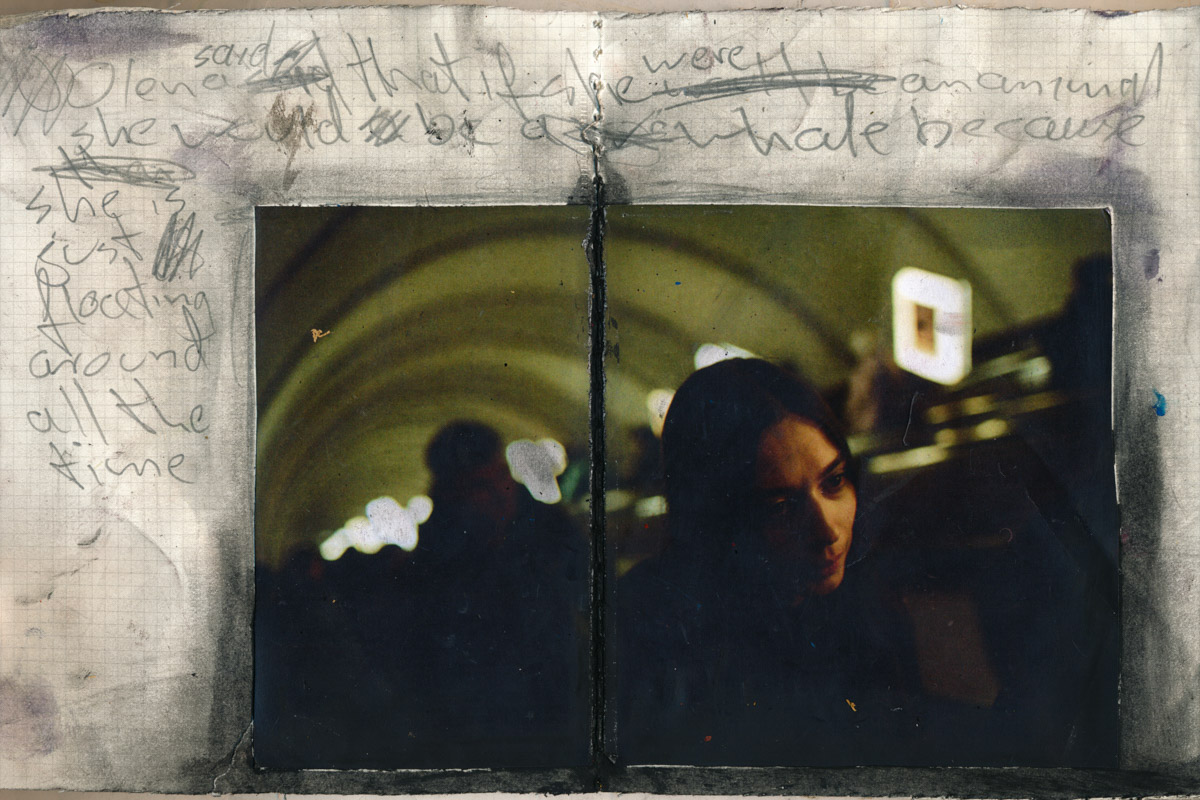 Olena said that if she were an animal
she would be a whale because
she is
just
floating
around
all the
time